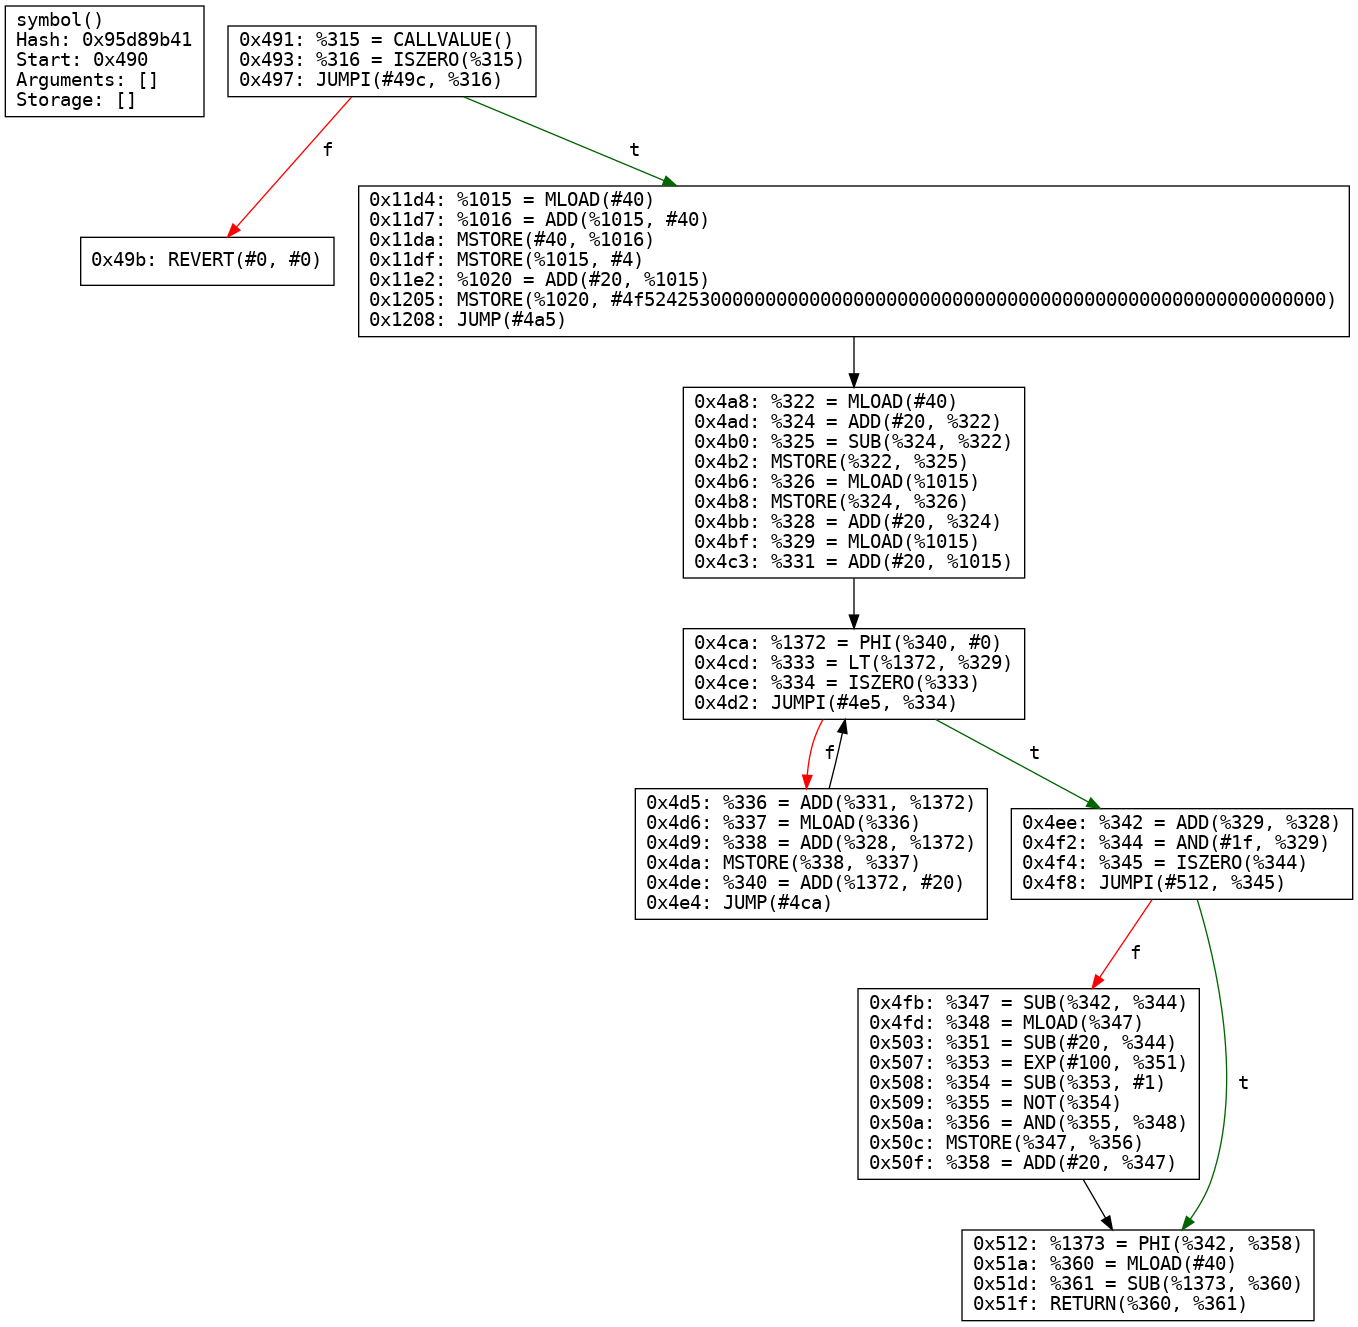 symbol()
Hash: 0x95d89b41
Start: 0x490
Arguments: []
Storage: []
0x491: %315 = CALLVALUE()
0x493: %316 = ISZERO(%315)
0x497: JUMPI(#49c, %316)
f
t
0x49b: REVERT(#0, #0)
0x11d4: %1015 = MLOAD(#40)
0x11d7: %1016 = ADD(%1015, #40)
0x11da: MSTORE(#40, %1016)
0x11df: MSTORE(%1015, #4)
0x11e2: %1020 = ADD(#20, %1015)
0x1205: MSTORE(%1020, #4f52425300000000000000000000000000000000000000000000000000000000)
0x1208: JUMP(#4a5)
0x4a8: %322 = MLOAD(#40)
0x4ad: %324 = ADD(#20, %322)
0x4b0: %325 = SUB(%324, %322)
0x4b2: MSTORE(%322, %325)
0x4b6: %326 = MLOAD(%1015)
0x4b8: MSTORE(%324, %326)
0x4bb: %328 = ADD(#20, %324)
0x4bf: %329 = MLOAD(%1015)
0x4c3: %331 = ADD(#20, %1015)
0x4ca: %1372 = PHI(%340, #0)
0x4cd: %333 = LT(%1372, %329)
0x4ce: %334 = ISZERO(%333)
0x4d2: JUMPI(#4e5, %334)
f
t
0x4d5: %336 = ADD(%331, %1372)
0x4d6: %337 = MLOAD(%336)
0x4d9: %338 = ADD(%328, %1372)
0x4da: MSTORE(%338, %337)
0x4de: %340 = ADD(%1372, #20)
0x4e4: JUMP(#4ca)
0x4ee: %342 = ADD(%329, %328)
0x4f2: %344 = AND(#1f, %329)
0x4f4: %345 = ISZERO(%344)
0x4f8: JUMPI(#512, %345)
f
t
0x4fb: %347 = SUB(%342, %344)
0x4fd: %348 = MLOAD(%347)
0x503: %351 = SUB(#20, %344)
0x507: %353 = EXP(#100, %351)
0x508: %354 = SUB(%353, #1)
0x509: %355 = NOT(%354)
0x50a: %356 = AND(%355, %348)
0x50c: MSTORE(%347, %356)
0x50f: %358 = ADD(#20, %347)
0x512: %1373 = PHI(%342, %358)
0x51a: %360 = MLOAD(#40)
0x51d: %361 = SUB(%1373, %360)
0x51f: RETURN(%360, %361)